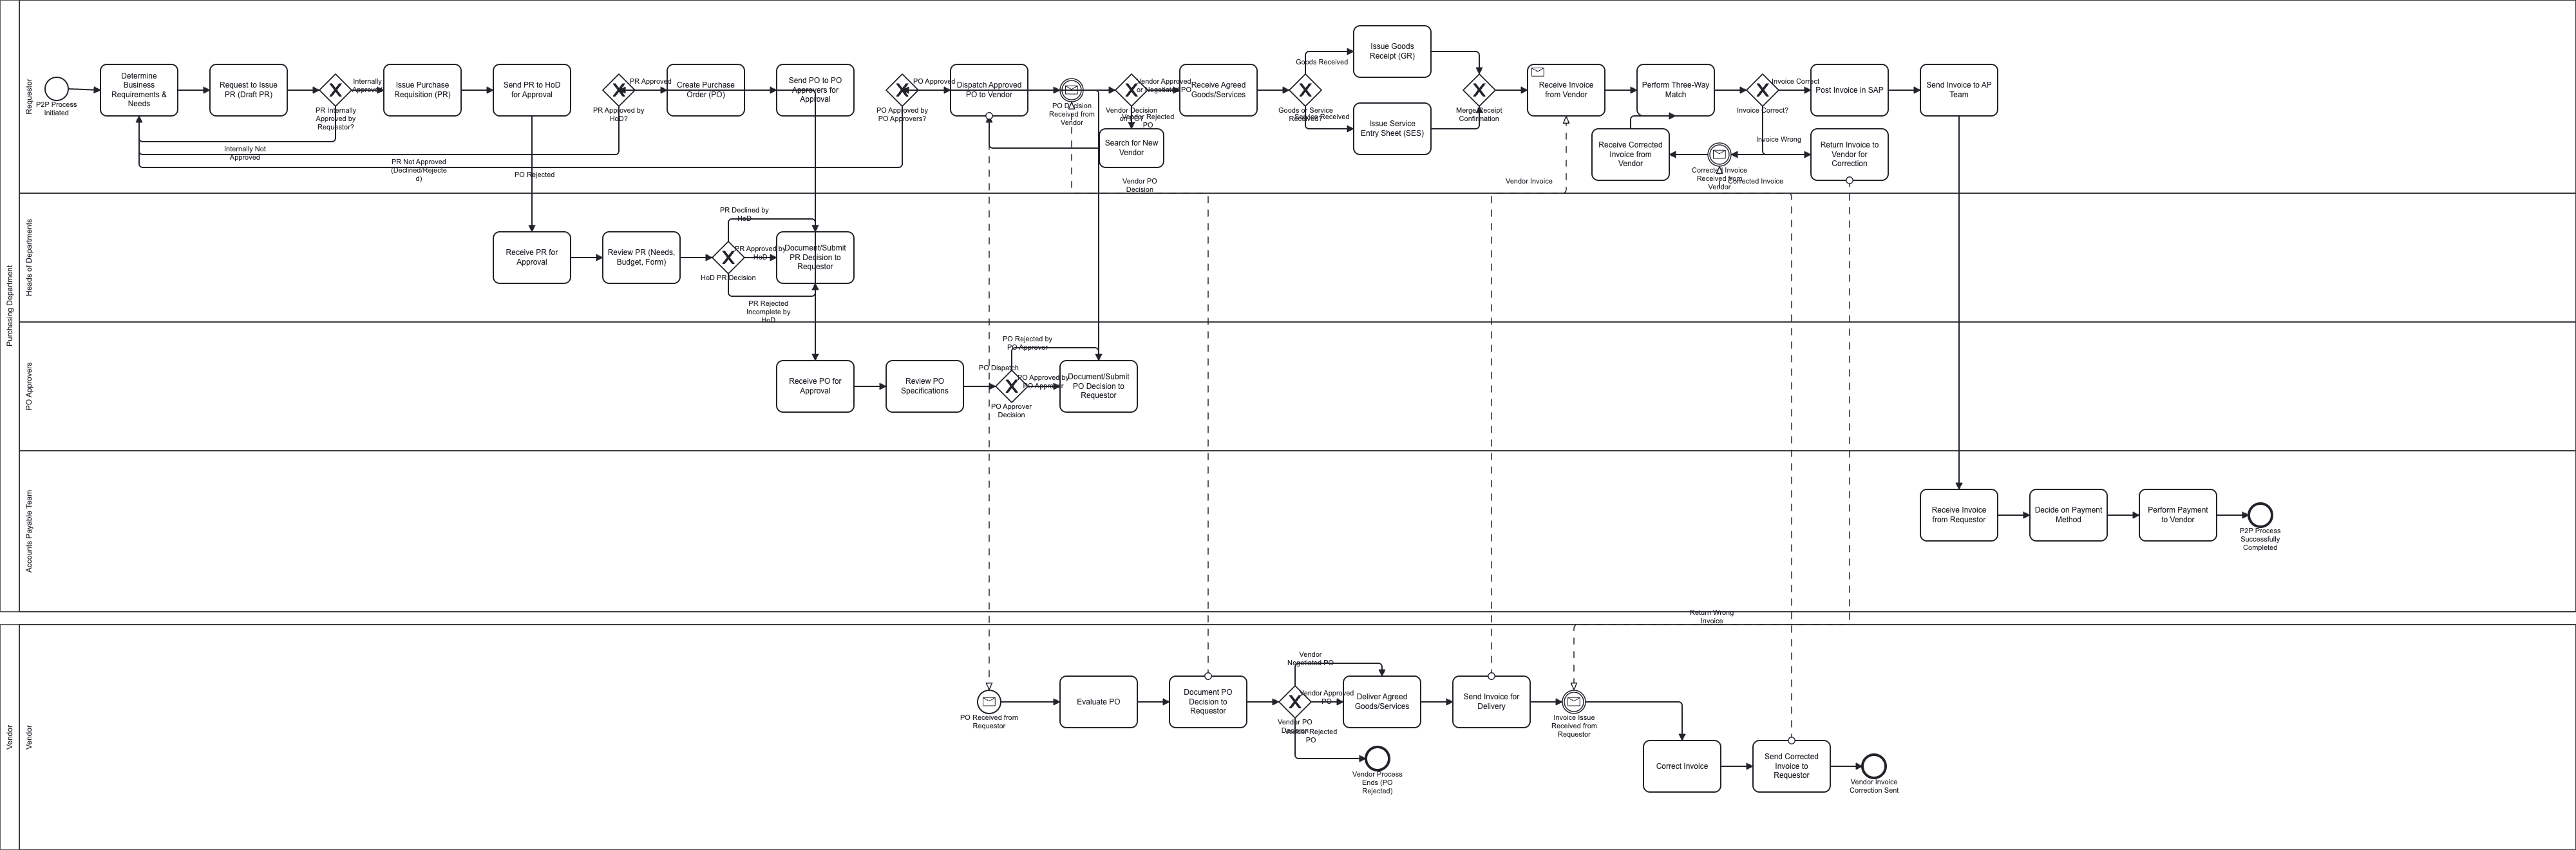 Purchasing Department
Requestor
P2P Process
Initiated
Determine
Business
Requirements &
Needs
Request to Issue
PR (Draft PR)
PR Internally
Approved by
Requestor?
Internally
Approved
Issue Purchase
Requisition (PR)
Send PR to HoD
for Approval
PR Approved by
HoD?
PR Approved
Create Purchase
Order (PO)
Send PO to PO
Approvers for
Approval
PO Approved by
PO Approvers?
PO Approved
Dispatch Approved
PO to Vendor
PO Decision
Received from
Vendor
Vendor Decision
Vendor Approved
or Negotiated PO
Vendor Rejected
PO
Search for New
Vendor
Receive Agreed
Goods/Services
Goods or Service
Received?
Goods Received
Service Received
Issue Goods
Receipt (GR)
Issue Service
Entry Sheet (SES)
Merge Receipt
Confirmation
Receive Invoice
from Vendor
Perform Three-Way
Match
Invoice Correct?
Invoice Correct
Post Invoice in SAP
Send Invoice to AP
Team
Receive Corrected
Invoice from
Vendor
Corrected Invoice
Received from
Vendor
Corrected Invoice
Invoice Wrong
Return Invoice to
Vendor for
Correction
Internally Not
Approved
PR Not Approved
(Declined/Rejecte
d)
PO Rejected
Vendor PO
Decision
Vendor Invoice
Heads of Departments
Receive PR for
Approval
Review PR (Needs,
Budget, Form)
HoD PR Decision
PR Declined by
HoD
PR Approved by
HoD
PR Rejected
Incomplete by
HoD
Document/Submit
PR Decision to
Requestor
PO Approvers
Receive PO for
Approval
Review PO
Specifications
PO Dispatch
PO Approver
Decision
PO Rejected by
PO Approver
PO Approved by
PO Approver
Document/Submit
PO Decision to
Requestor
Accounts Payable Team
Receive Invoice
from Requestor
Decide on Payment
Method
Perform Payment
to Vendor
P2P Process
Successfully
Completed
Return Wrong
Invoice
Vendor
Vendor
PO Received from
Requestor
Evaluate PO
Document PO
Decision to
Requestor
Vendor PO
Decision
Vendor
Negotiated PO
Vendor Approved
PO
Vendor Rejected
PO
Deliver Agreed
Goods/Services
Send Invoice for
Delivery
Invoice Issue
Received from
Requestor
Vendor Process
Ends (PO
Rejected)
Correct Invoice
Send Corrected
Invoice to
Requestor
Vendor Invoice
Correction Sent